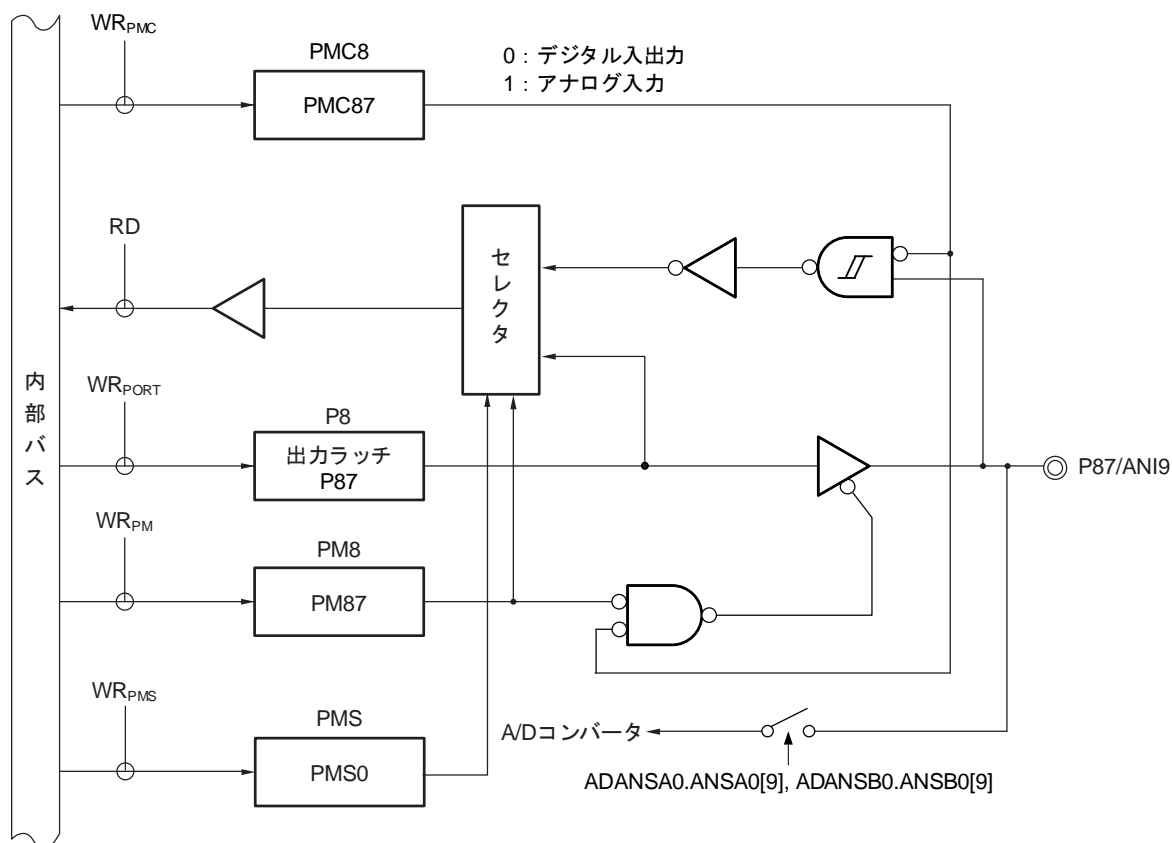 WRPMC
PMC8
PMC87
0：デジタル入出力
1：アナログ入力
RD
セレクタ
内部バス
WRPORT
P8
出力ラッチ
P87
P87/ANI9
WRPM
PM8
PM87
WRPMS
PMS
PMS0
A/Dコンバータ
ADANSA0.ANSA0[9], ADANSB0.ANSB0[9]